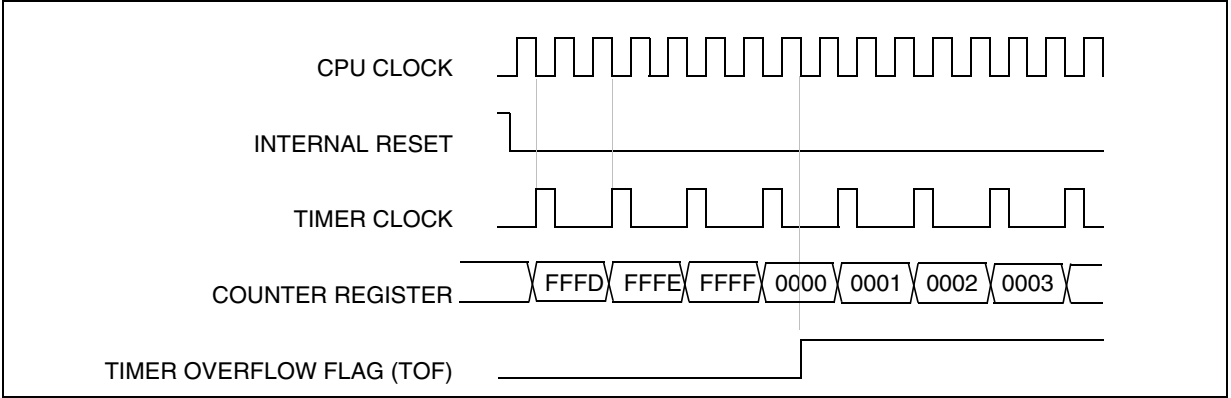 CPU CLOCK
INTERNAL RESET
TIMER CLOCK
COUNTER REGISTER FFFD FFFE FFFF 0000 0001 0002 0003
TIMER OVERFLOW FLAG (TOF)